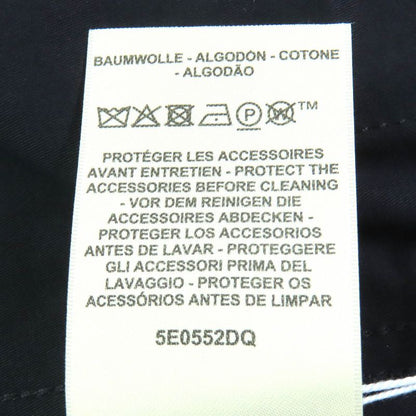 BAUMWOLLE - ALGODÓN - COTONE
- ALGODÃO
P W™
PROTÉGER LES ACCESSOIRES
AVANT ENTRETIEN - PROTECT THE
ACCESSORIES BEFORE CLEANING
- VOR DEM REINIGEN DIE
ACCESSOIRES ABDECKEN -
PROTEGER LOS ACCESORIOS
ANTES DE LAVAR - PROTEGGERE
GLI ACCESSORI PRIMA DEL
LAVAGGIO - PROTEGER OS
ACESSÓRIOS ANTES DE LIMPAR
5E0552DQ